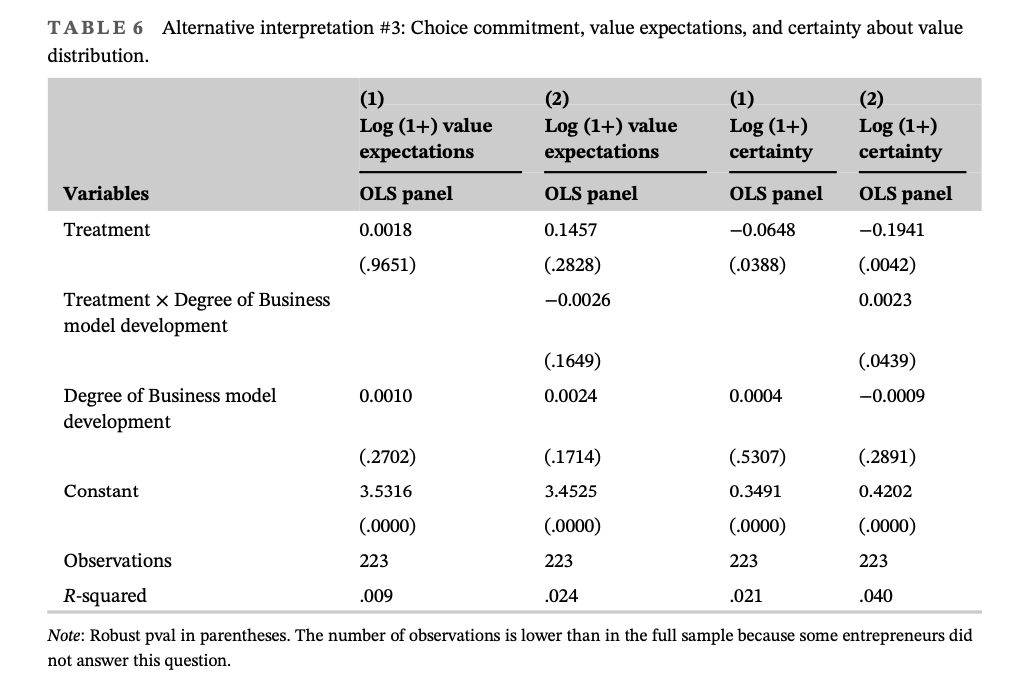 TABLE 6 Alternative interpretation #3: Choice commitment, value expectations, and certainty about value
distribution.
(1) (2) (1) (2)
Log (1+) value Log (1+) value Log (1+) Log (1+)
expectations expectations certainty certainty
Variables OLS panel OLS panel OLS panel OLS panel
Treatment 0.0018 0.1457 −0.0648 −0.1941
(.9651) (.2828) (.0388) (.0042)
Treatment × Degree of Business −0.0026 0.0023
model development
(.1649) (.0439)
Degree of Business model 0.0010 0.0024 0.0004 −0.0009
development
(.2702) (.1714) (.5307) (.2891)
Constant 3.5316 3.4525 0.3491 0.4202
(.0000) (.0000) (.0000) (.0000)
Observations 223 223 223 223
R-squared .009 .024 .021 .040
Note: Robust pval in parentheses. The number of observations is lower than in the full sample because some entrepreneurs did
not answer this question.